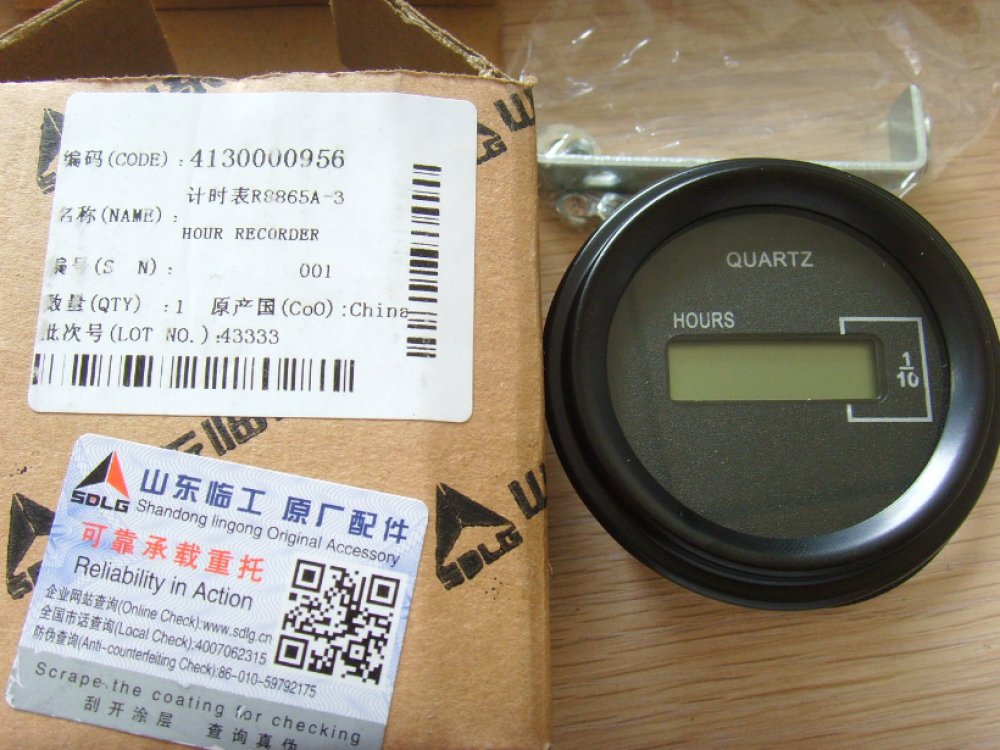 编码(CODE) : 4130000956
计时表R8865A-3
名称(NAME) :
HOUR RECORDER
编号(S N) : 001
数量(QTY) :1 原产国(CoO):China
批次号(LOT NO.):43333
SDLG
山东临工 原厂配件
Shandong lingong Original Accessory
可靠承载重托
Reliability in Action
企业网站查询(Online Check):www.sdlg.cn
全国市话查询(Local Check):4007062315
防伪查询(Anti-counterfeiting Check):86-010-59792175
Scrape the coating for checking
刮开涂层 查询真伪
SDLG
QUARTZ
HOURS
1
10